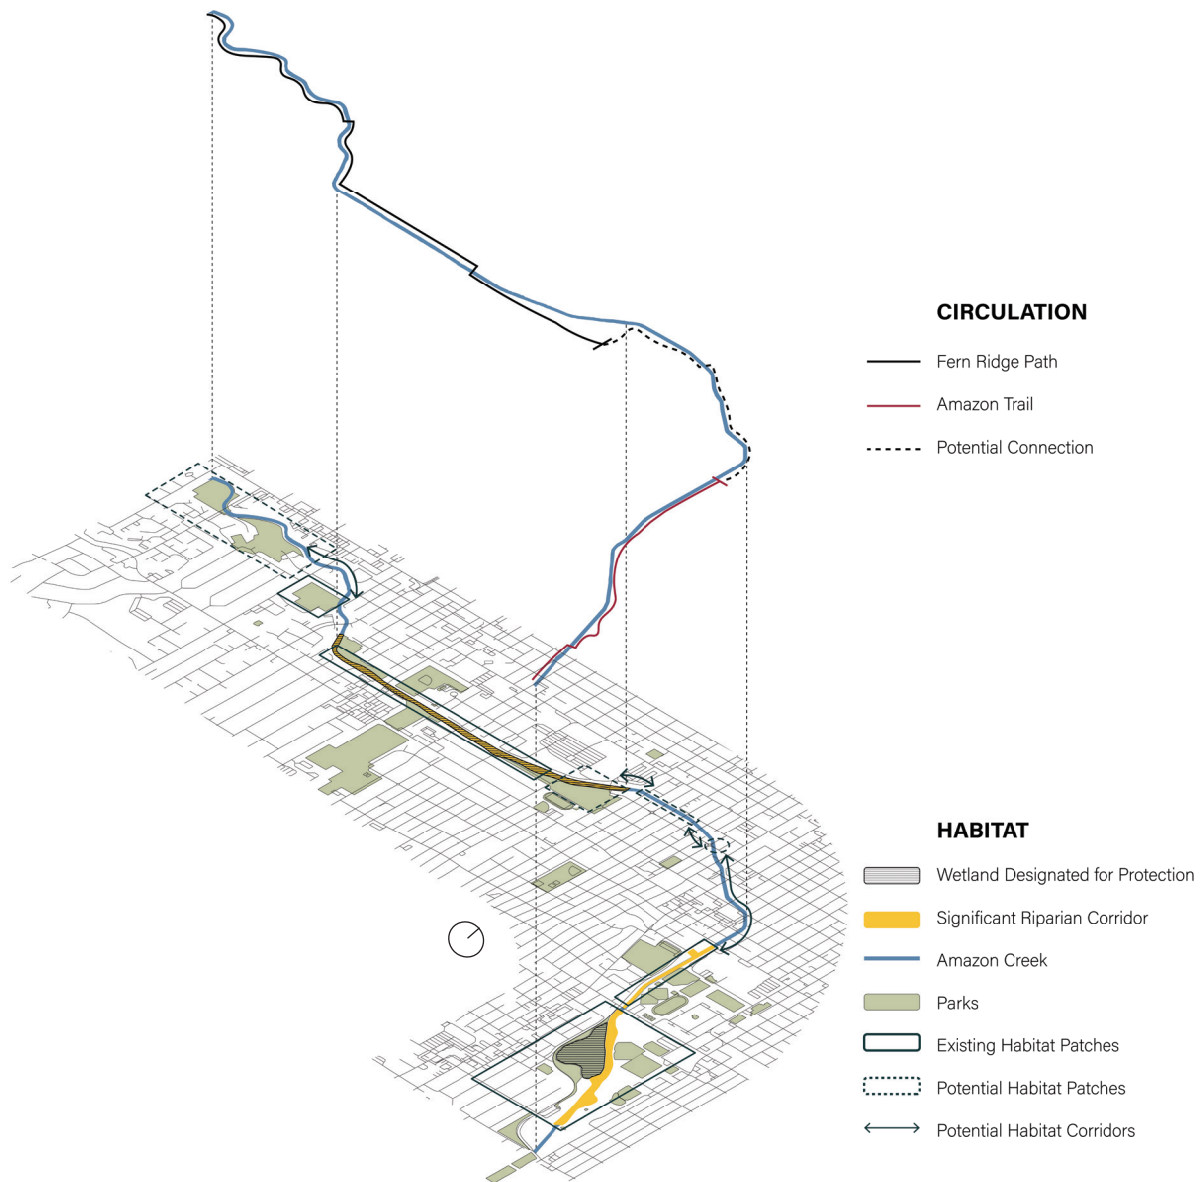 CIRCULATION
Fern Ridge Path
Amazon Trail
Potential Connection
HABITAT
Wetland Designated for Protection
Significant Riparian Corridor
Amazon Creek
Parks
Existing Habitat Patches
Potential Habitat Patches
Potential Habitat Corridors